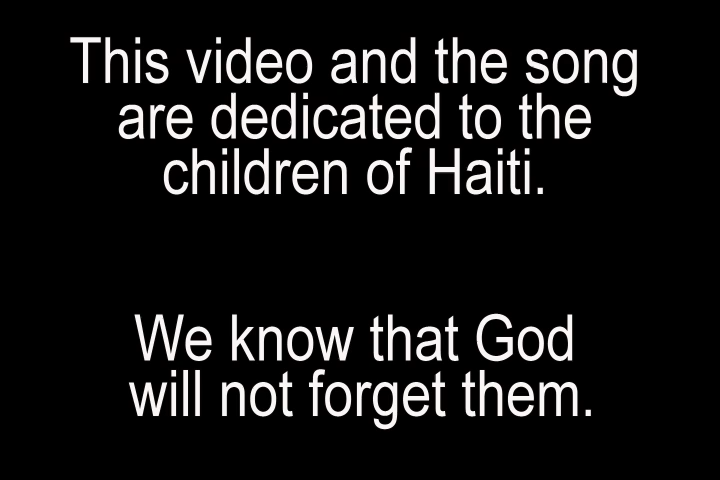 This video and the song
are dedicated to the
children of Haiti.
We know that God
will not forget them.